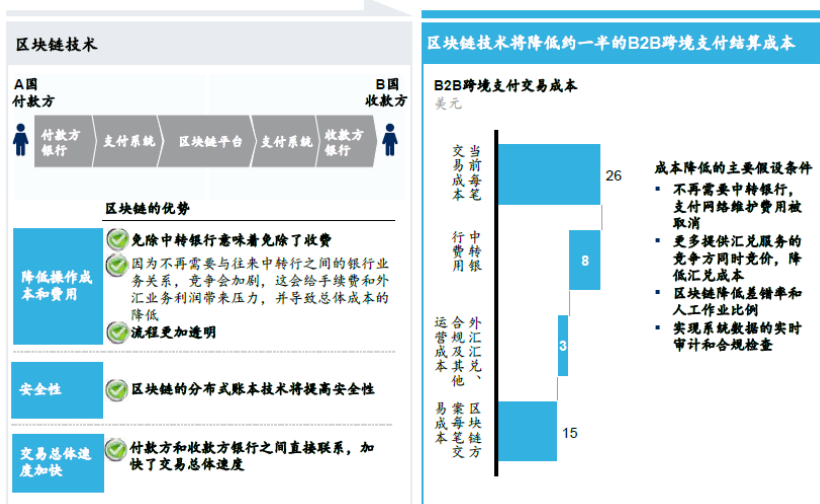 区块链技术
A国
付款方
B国
收款方
付款方
银行
支付系统
区块链平台
支付系统
收款方
银行
区块链的优势
降低操作成
本和费用
免除中转银行意味着免除了收费
因为不再需要与往来中转行之间的银行业
务关系，竞争会加剧，这会给手续费和外
汇业务利润带来压力，并导致总体成本的
降低
流程更加透明
安全性
区块链的分布式账本技术将提高安全性
交易总体速
度加快
付款方和收款方银行之间直接联系，加
快了交易总体速度
区块链技术将降低约一半的B2B跨境支付结算成本
B2B跨境支付交易成本
美元
当前每笔
交易成本
26
中转银
行费用
8
外汇汇兑、
合规及其他
运营成本
3
区块链方
案每笔交
易成本
15
成本降低的主要假设条件
不再需要中转银行，
支付网络维护费用被
取消
更多提供汇兑服务的
竞争方同时竞价，降
低汇兑成本
区块链降低差错率和
人工作业比例
实现系统数据的实时
审计和合规检查